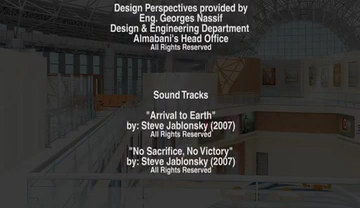 Design Perspectives provided by
Eng. Georges Nassif
Design & Engineering Department
Almabani's Head Office
All Rights Reserved
Sound Tracks
"Arrival to Earth"
by: Steve Jablonsky (2007)
All Rights Reserved
"No Sacrifice, No Victory"
by: Steve Jablonsky (2007)
All Rights Reserved